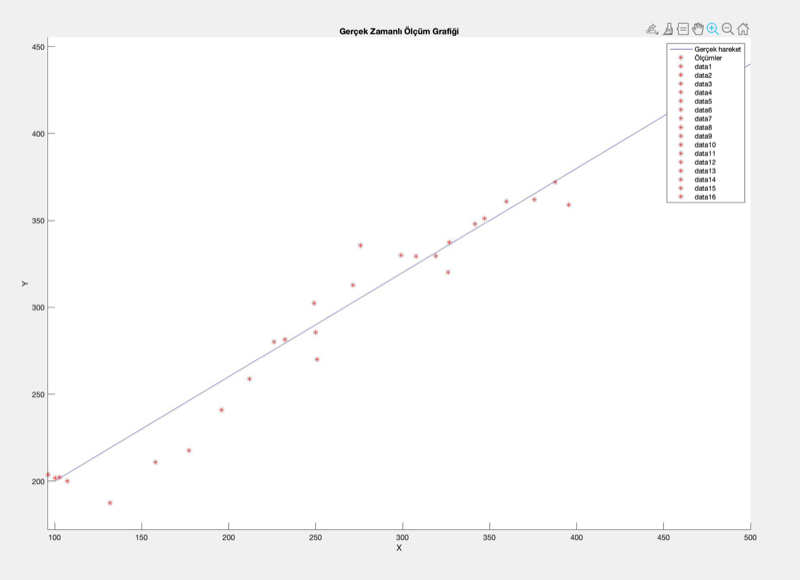 Gerçek Zamanlı Ölçüm Grafiği
Gerçek hareket
Ölçümler
data1
data2
data3
data4
data5
data6
data7
data8
data9
data10
data11
data12
data13
data14
data15
data16
450
400
350
300
250
200
Y
100 150 200 250 300 350 400 450 500
X